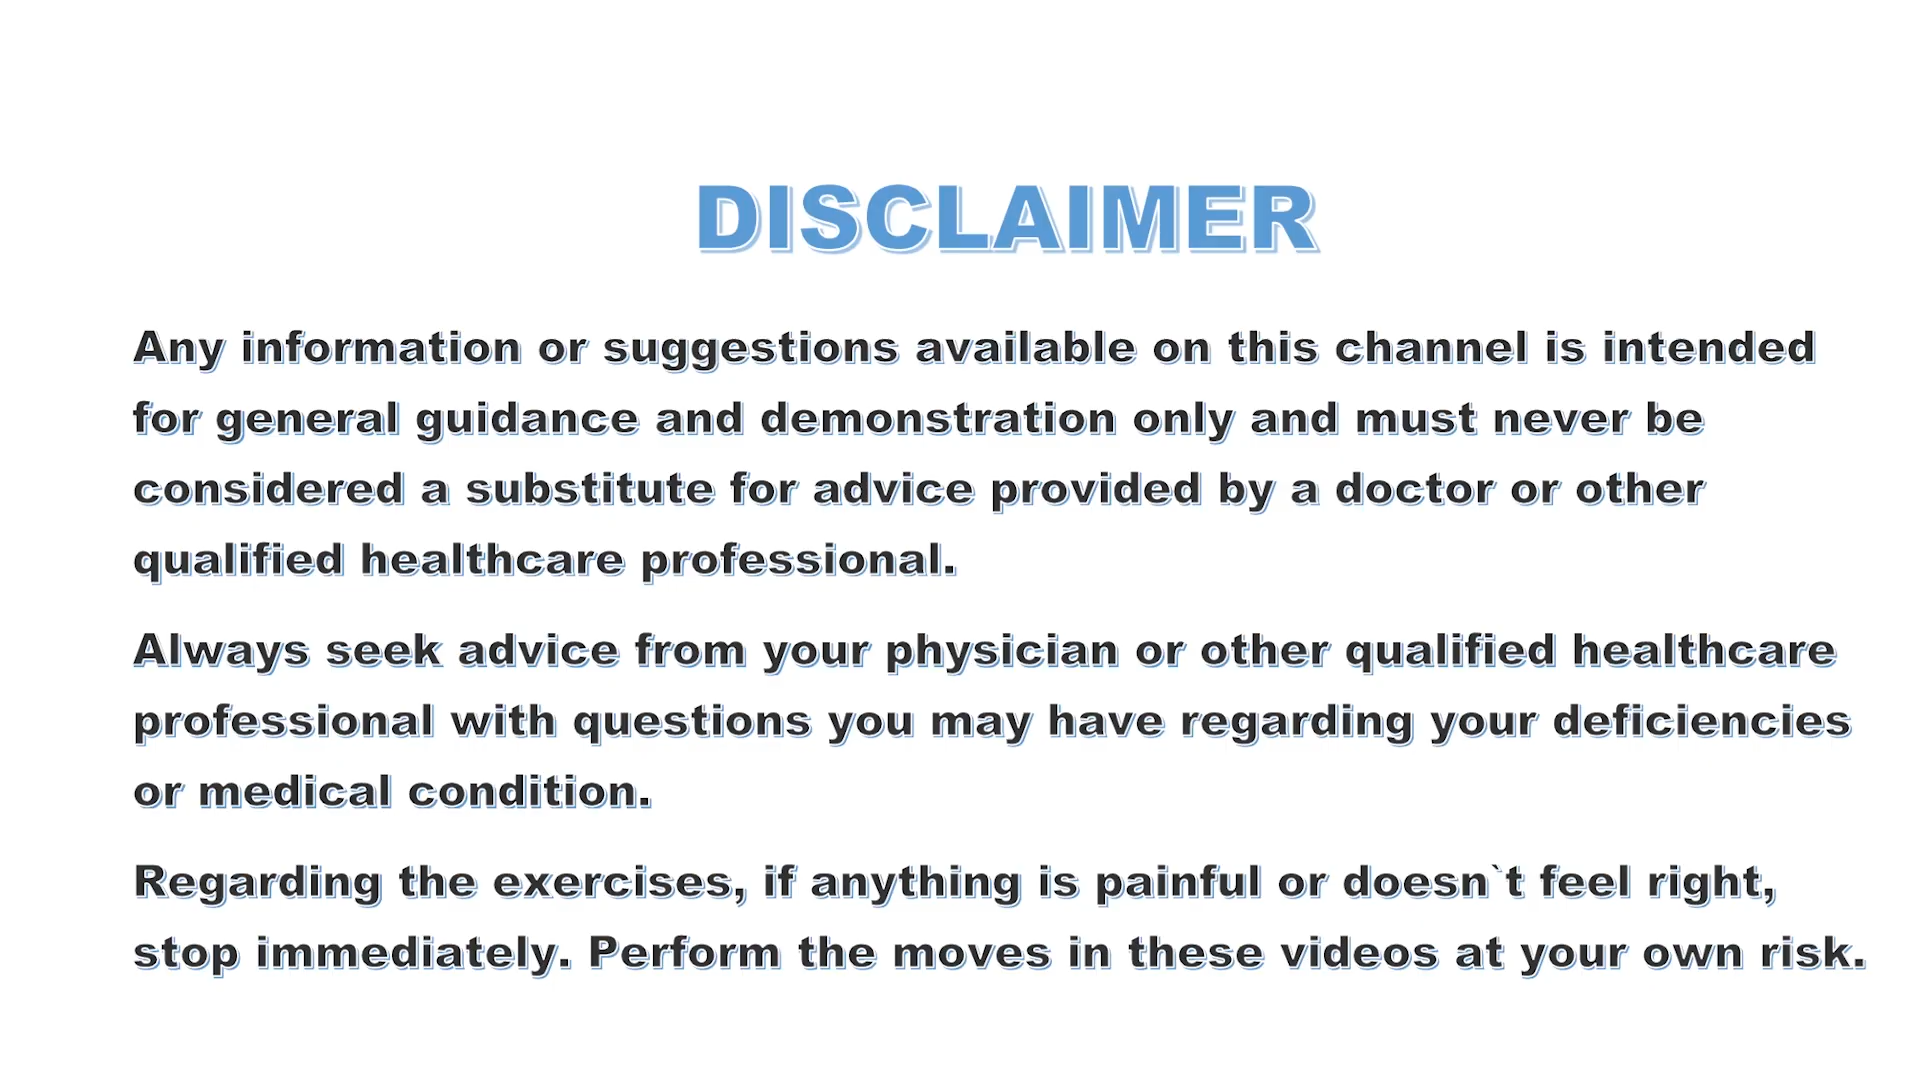 DISCLAIMER
Any information or suggestions available on this channel is intended
for general guidance and demonstration only and must never be
considered a substitute for advice provided by a doctor or other
qualified healthcare professional.
Always seek advice from your physician or other qualified healthcare
professional with questions you may have regarding your deficiencies
or medical condition.
Regarding the exercises, if anything is painful or doesn`t feel right,
stop immediately. Perform the moves in these videos at your own risk.